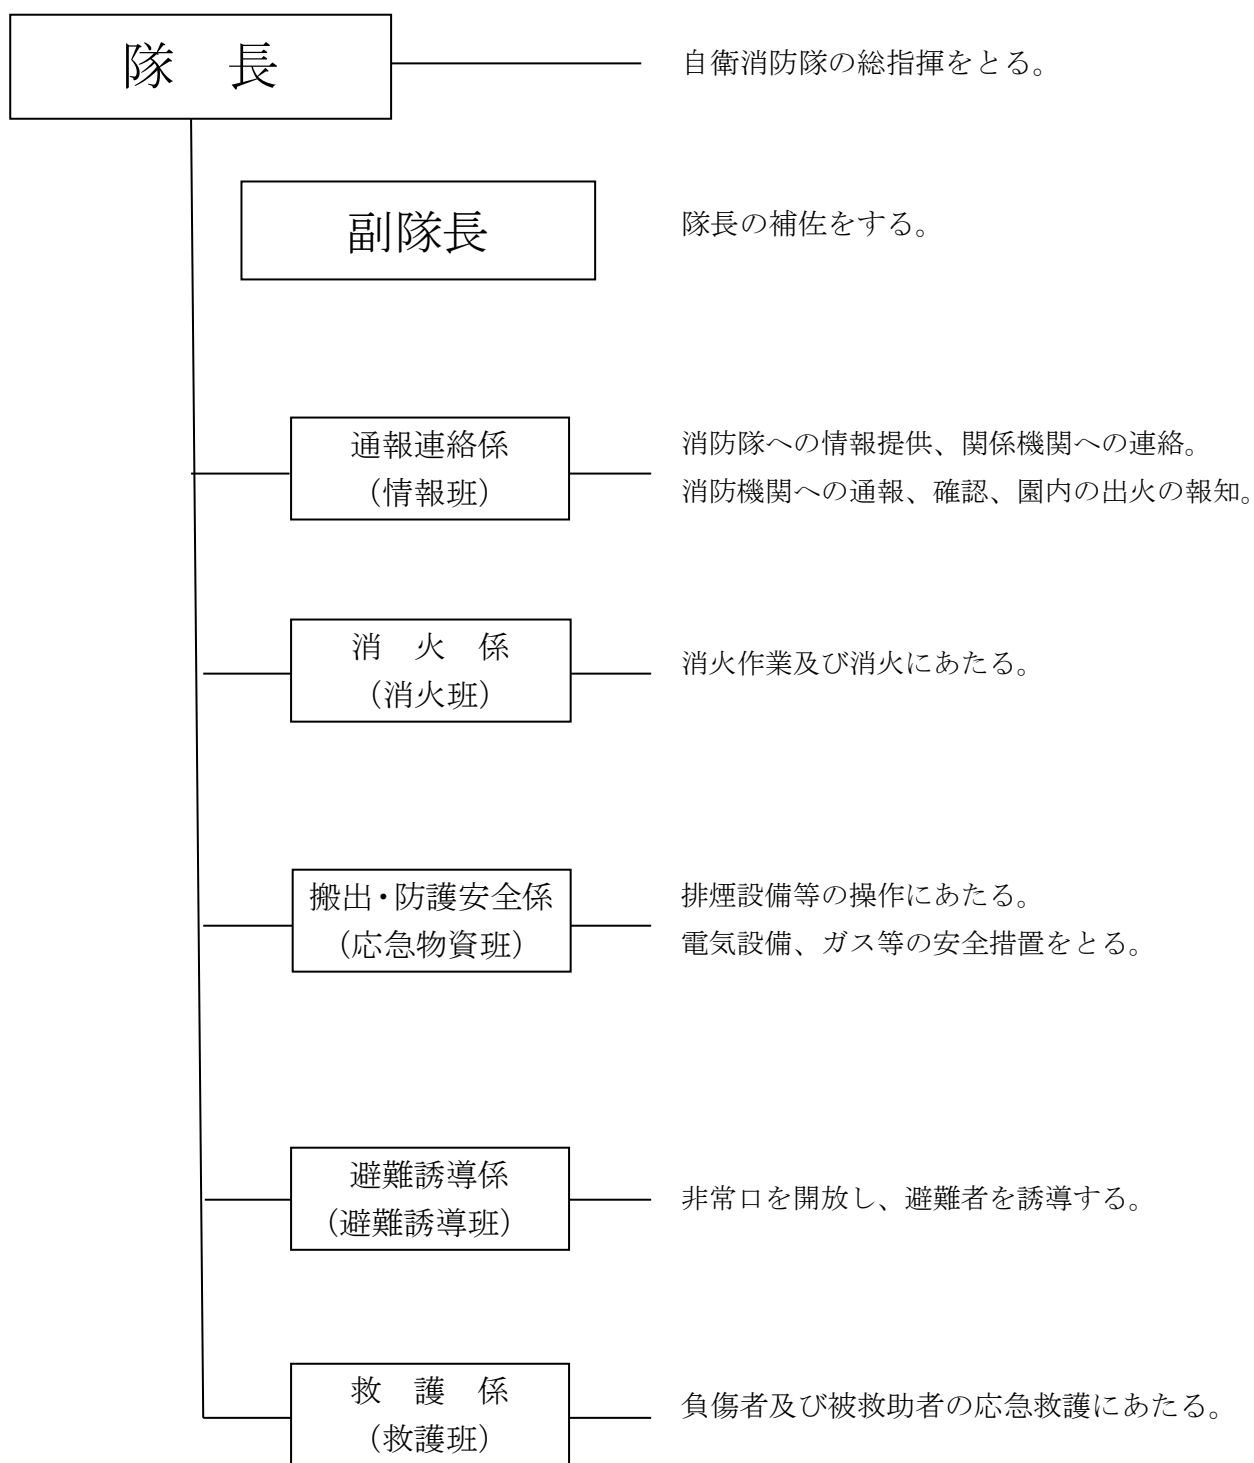 隊　長
自衛消防隊の総指揮をとる。
副隊長
隊長の補佐をする。
通報連絡係
（情報班）
消防隊への情報提供、関係機関への連絡。
消防機関への通報、確認、園内の出火の報知。
消　火　係
（消火班）
消火作業及び消火にあたる。
搬出・防護安全係
（応急物資班）
排煙設備等の操作にあたる。
電気設備、ガス等の安全措置をとる。
避難誘導係
（避難誘導班）
非常口を開放し、避難者を誘導する。
救　護　係
（救護班）
負傷者及び被救助者の応急救護にあたる。